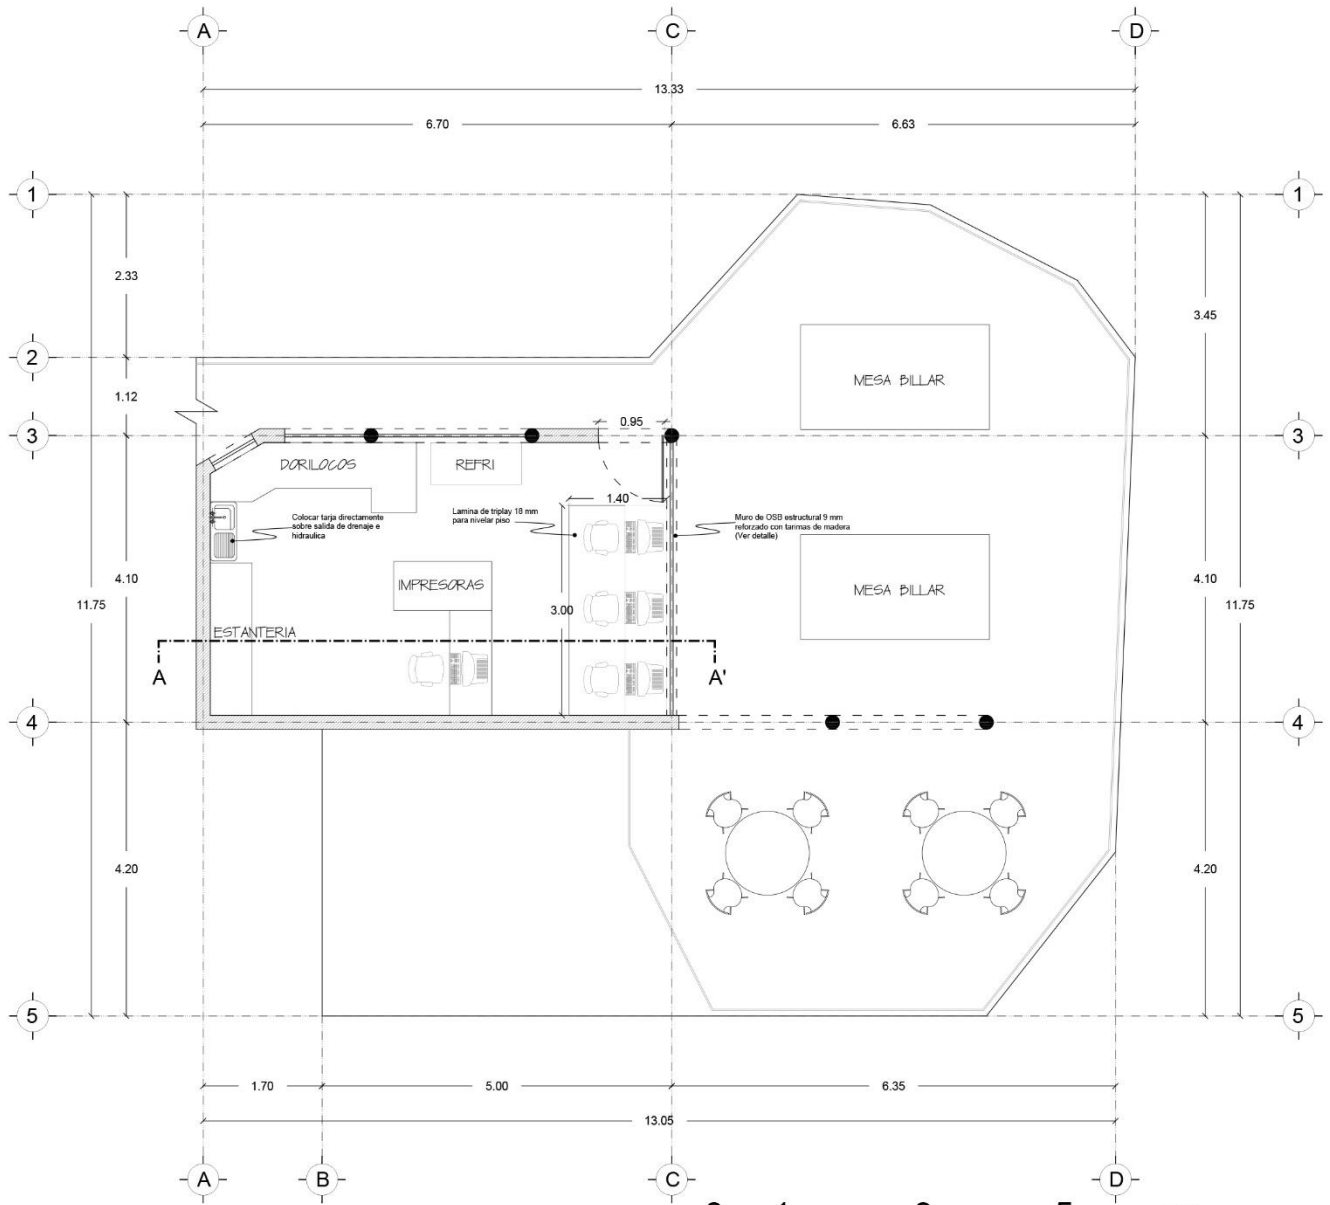 A
C
D
13.33
6.70
6.63
1
1
2.33
3.45
2
MESA BILLAR
1.12
0.95
3
3
DORILOCOS
REFRI
1.40
Colocar tarja directamente
sobre salida de drenaje e
hidraulica
Lamina de triplay 18 mm
para nivelar piso
Muro de OSB estructural 9 mm
reforzado con tarimas de madera
(Ver detalle)
4.10
4.10
IMPRESORAS
MESA BILLAR
11.75
3.00
11.75
ESTANTERIA
A
A'
4
4
4.20
4.20
5
5
1.70
5.00
6.35
13.05
A
B
C
D